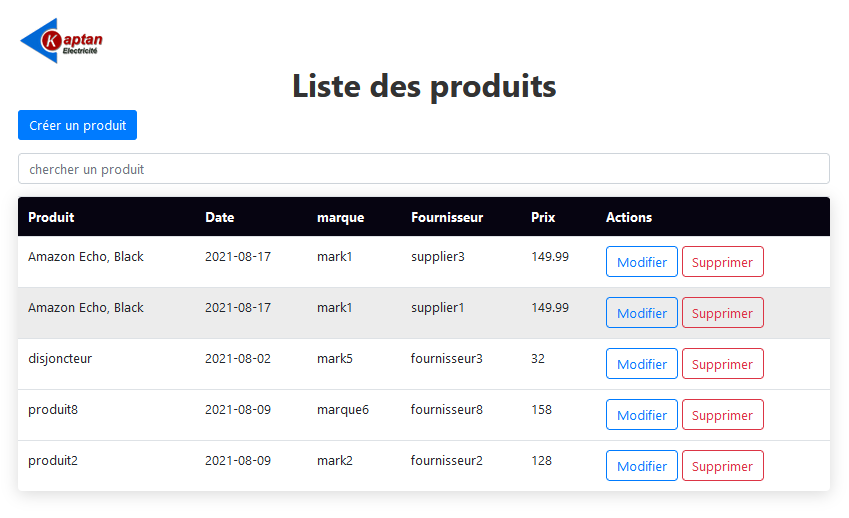 Kaptan
Electricité
Liste des produits
Créer un produit
chercher un produit
Produit Date marque Fournisseur Prix Actions
Amazon Echo, Black 2021-08-17 mark1 supplier3 149.99 Modifier Supprimer
Amazon Echo, Black 2021-08-17 mark1 supplier1 149.99 Modifier Supprimer
disjoncteur 2021-08-02 mark5 fournisseur3 32 Modifier Supprimer
produit8 2021-08-09 marque6 fournisseur8 158 Modifier Supprimer
produit2 2021-08-09 mark2 fournisseur2 128 Modifier Supprimer